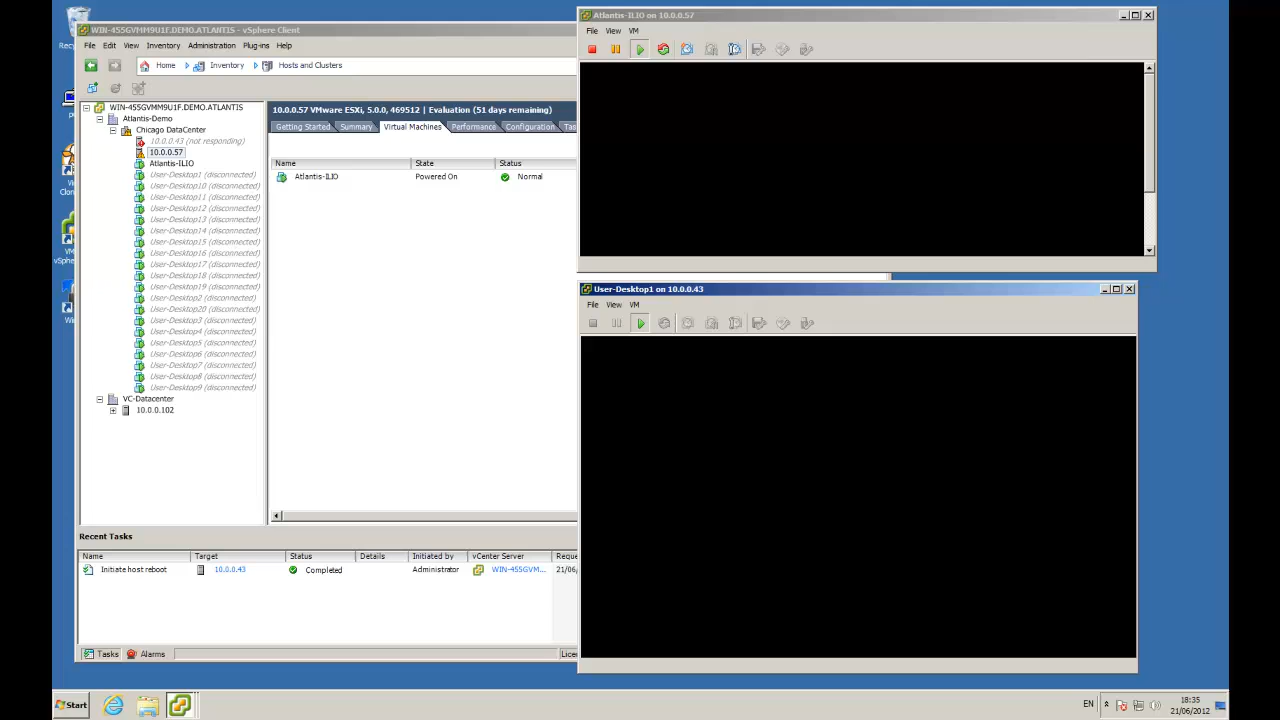 WIN-455GVMM9U1F.DEMO.ATLANTIS - vSphere Client
File Edit View Inventory Administration Plug-ins Help
Home Inventory Hosts and Clusters
WIN-455GVMM9U1F.DEMO.ATLANTIS
Atlantis-Demo
Chicago DataCenter
10.0.0.43 (not responding)
10.0.0.57
Atlantis-ILIO
User-Desktop1 (disconnected)
User-Desktop10 (disconnected)
User-Desktop11 (disconnected)
User-Desktop12 (disconnected)
User-Desktop13 (disconnected)
User-Desktop14 (disconnected)
User-Desktop15 (disconnected)
User-Desktop16 (disconnected)
User-Desktop17 (disconnected)
User-Desktop18 (disconnected)
User-Desktop19 (disconnected)
User-Desktop2 (disconnected)
User-Desktop20 (disconnected)
User-Desktop3 (disconnected)
User-Desktop4 (disconnected)
User-Desktop5 (disconnected)
User-Desktop6 (disconnected)
User-Desktop7 (disconnected)
User-Desktop8 (disconnected)
User-Desktop9 (disconnected)
VC-Datacenter
10.0.0.102
10.0.0.57 VMware ESXi, 5.0.0, 469512 | Evaluation (51 days remaining)
Getting Started Summary Virtual Machines Performance Configuration Tas
Name State Status
Atlantis-ILIO Powered On Normal
Atlantis-ILIO on 10.0.0.57
File View VM
User-Desktop1 on 10.0.0.43
File View VM
Recent Tasks
Name Target Status Details Initiated by vCenter Server Reque
Initiate host reboot 10.0.0.43 Completed Administrator WIN-455GVM... 21/06
Tasks Alarms Lice
Start EN 18:35
21/06/2012